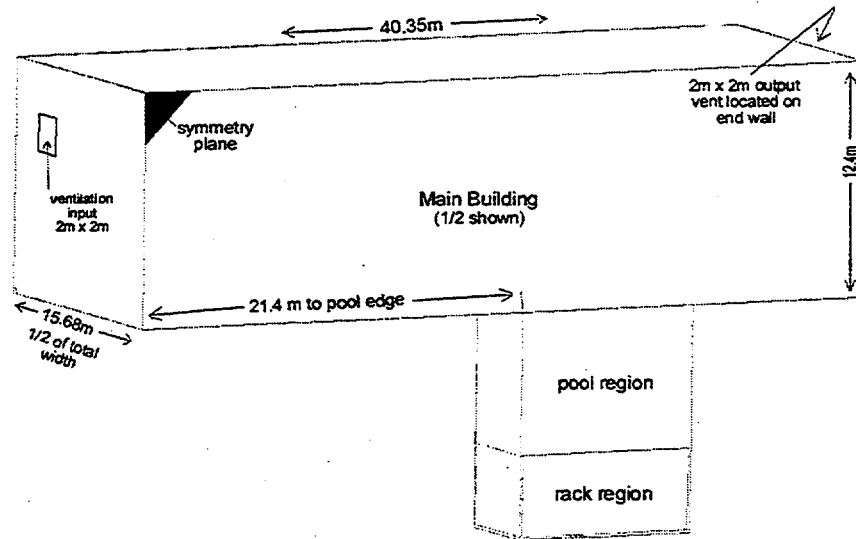 40.35m
2m x 2m output
vent located on
end wall
symmetry
plane
12.4m
ventilation
input
2m x 2m
Main Building
(1/2 shown)
21.4 m to pool edge
15.68m
1/2 of total
width
pool region
rack region